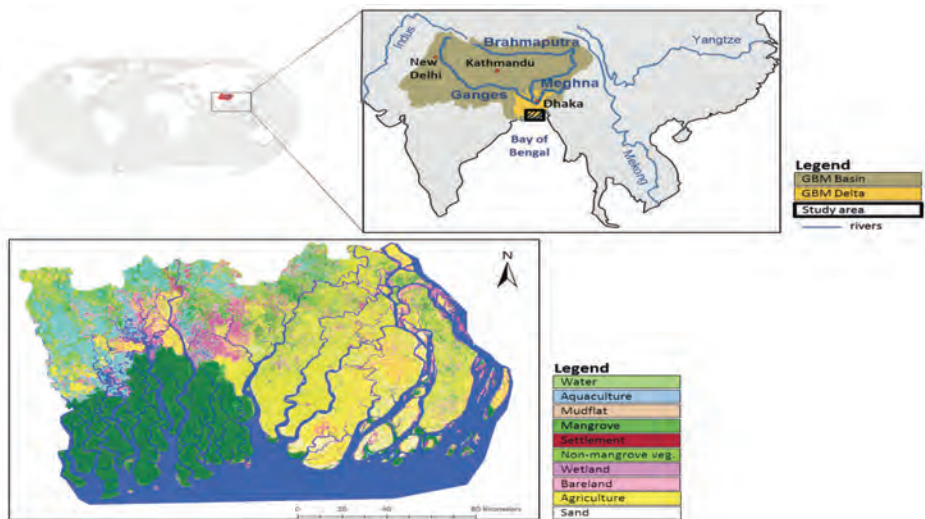 Indus
Brahmaputra
Yangtze
New
Delhi
Kathmandu
Meghna
Ganges
Dhaka
Bay of
Bengal
Mekong
Legend
GBM Basin
GBM Delta
Study area
rivers
N
Legend
Water
Aquaculture
Mudflat
Mangrove
Settlement
Non-mangrove veg.
Wetland
Bareland
Agriculture
Sand
0 20 40 80 Kilometers